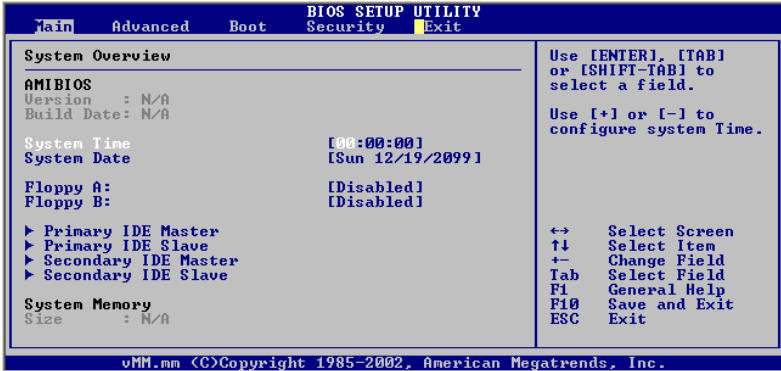 BIOS SETUP UTILITY
Main Advanced Boot Security Exit
System Overview
AMIBIOS
Version : N/A
Build Date: N/A
System Time [00:00:00]
System Date [Sun 12/19/2099]
Floppy A: [Disabled]
Floppy B: [Disabled]
Primary IDE Master
Primary IDE Slave
Secondary IDE Master
Secondary IDE Slave
System Memory
Size : N/A
Use [ENTER], [TAB]
or [SHIFT-TAB] to
select a field.
Use [+] or [-] to
configure system Time.
↔ Select Screen
↑↓ Select Item
+- Change Field
Tab Select Field
F1 General Help
F10 Save and Exit
ESC Exit
vMM.mm (C)Copyright 1985-2002, American Megatrends, Inc.